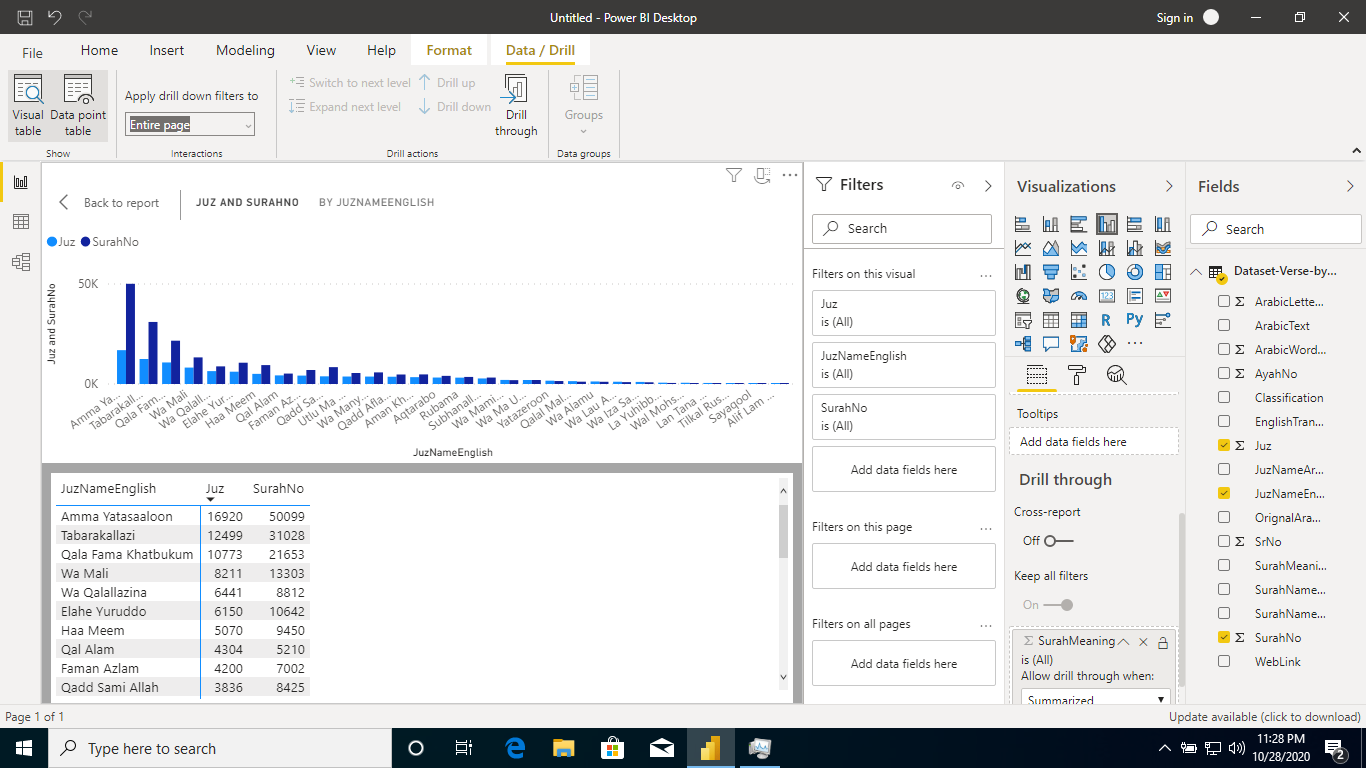 Untitled - Power BI Desktop
Sign in
File
Home
Insert
Modeling
View
Help
Format
Data / Drill
Visual table
Data point table
Show
Apply drill down filters to
Entire page
Interactions
Switch to next level
Expand next level
Drill up
Drill down
Drill through
Drill actions
Groups
Data groups
Back to report
JUZ AND SURAHNO
BY JUZNAMEENGLISH
Juz
SurahNo
Juz and SurahNo
50K
0K
Amma Ya...
Tabarakall...
Qala Fam...
Wa Mali
Wa Qalall...
Elahe Yur...
Haa Meem
Qal Alam
Faman Az...
Qadd Sa...
Utlu Ma ...
Wa Many...
Qadd Afla...
Aman Kh...
Aqtarabo
Rubama
Subhanall...
Wa Mami...
Wa Ma U...
Yatazeroon
Qalal Mal...
Wa Alamu
Wa Lau A...
Wa Iza Sa...
La Yuhibb...
Wal Mohs...
Lan Tana ...
Tilkal Rus...
Sayaqool
Alif Lam ...
JuzNameEnglish
JuzNameEnglish Juz SurahNo
Amma Yatasaaloon 16920 50099
Tabarakallazi 12499 31028
Qala Fama Khatbukum 10773 21653
Wa Mali 8211 13303
Wa Qalallazina 6441 8812
Elahe Yuruddo 6150 10642
Haa Meem 5070 9450
Qal Alam 4304 5210
Faman Azlam 4200 7002
Qadd Sami Allah 3836 8425
Filters
Search
Filters on this visual ...
Juz
is (All)
JuzNameEnglish
is (All)
SurahNo
is (All)
Add data fields here
Filters on this page ...
Add data fields here
Filters on all pages ...
Add data fields here
Visualizations
R
Py
123
...
Tooltips
Add data fields here
Drill through
Cross-report
Off
Keep all filters
On
Σ SurahMeaning
is (All)
Allow drill through when:
Summarized
Fields
Search
Dataset-Verse-by...
Σ ArabicLette...
ArabicText
Σ ArabicWord...
Σ AyahNo
Classification
EnglishTran...
Σ Juz
JuzNameAr...
JuzNameEn...
OrignalAra...
Σ SrNo
SurahMeani...
SurahName...
SurahName...
Σ SurahNo
WebLink
Page 1 of 1
Update available (click to download)
Type here to search
11:28 PM
10/28/2020
2